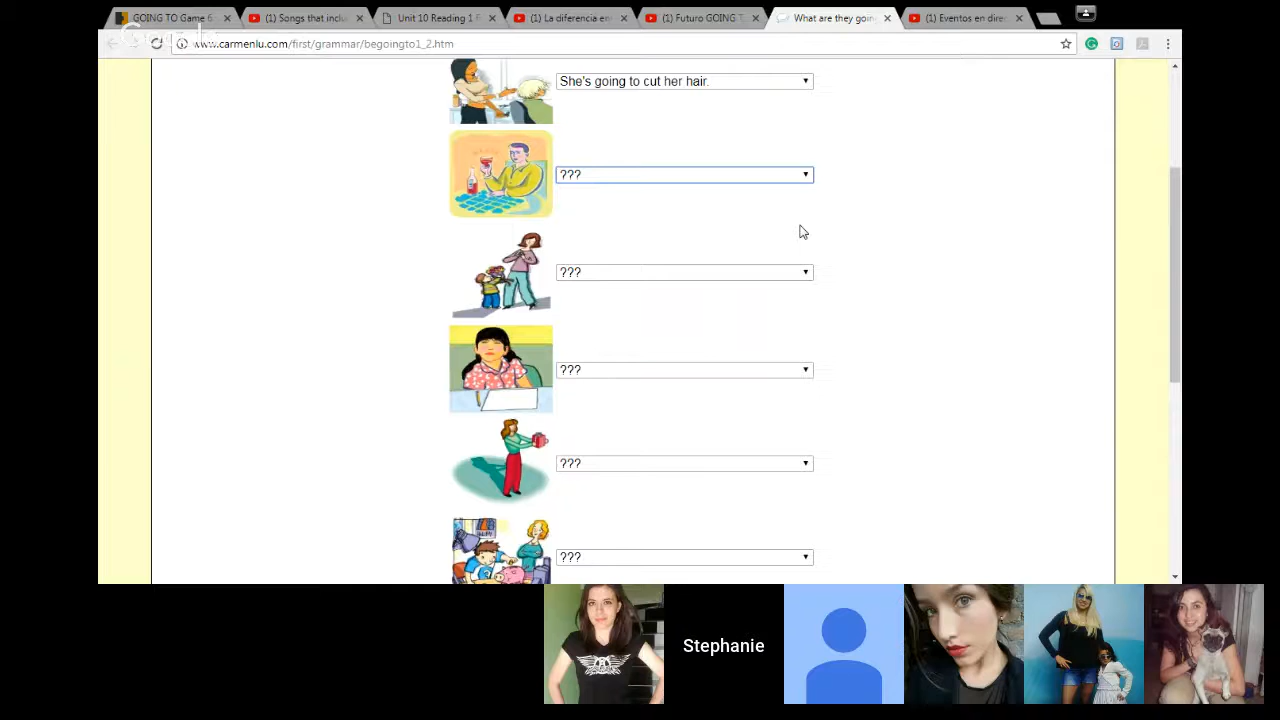 GOING TO Game 6
(1) Songs that inclu
Unit 10 Reading 1 F
(1) La diferencia en
(1) Futuro GOING T
What are they goin
(1) Eventos en dire
www.carmenlu.com/first/grammar/begoingto1_2.htm
She's going to cut her hair.
???
???
???
???
???
Stephanie